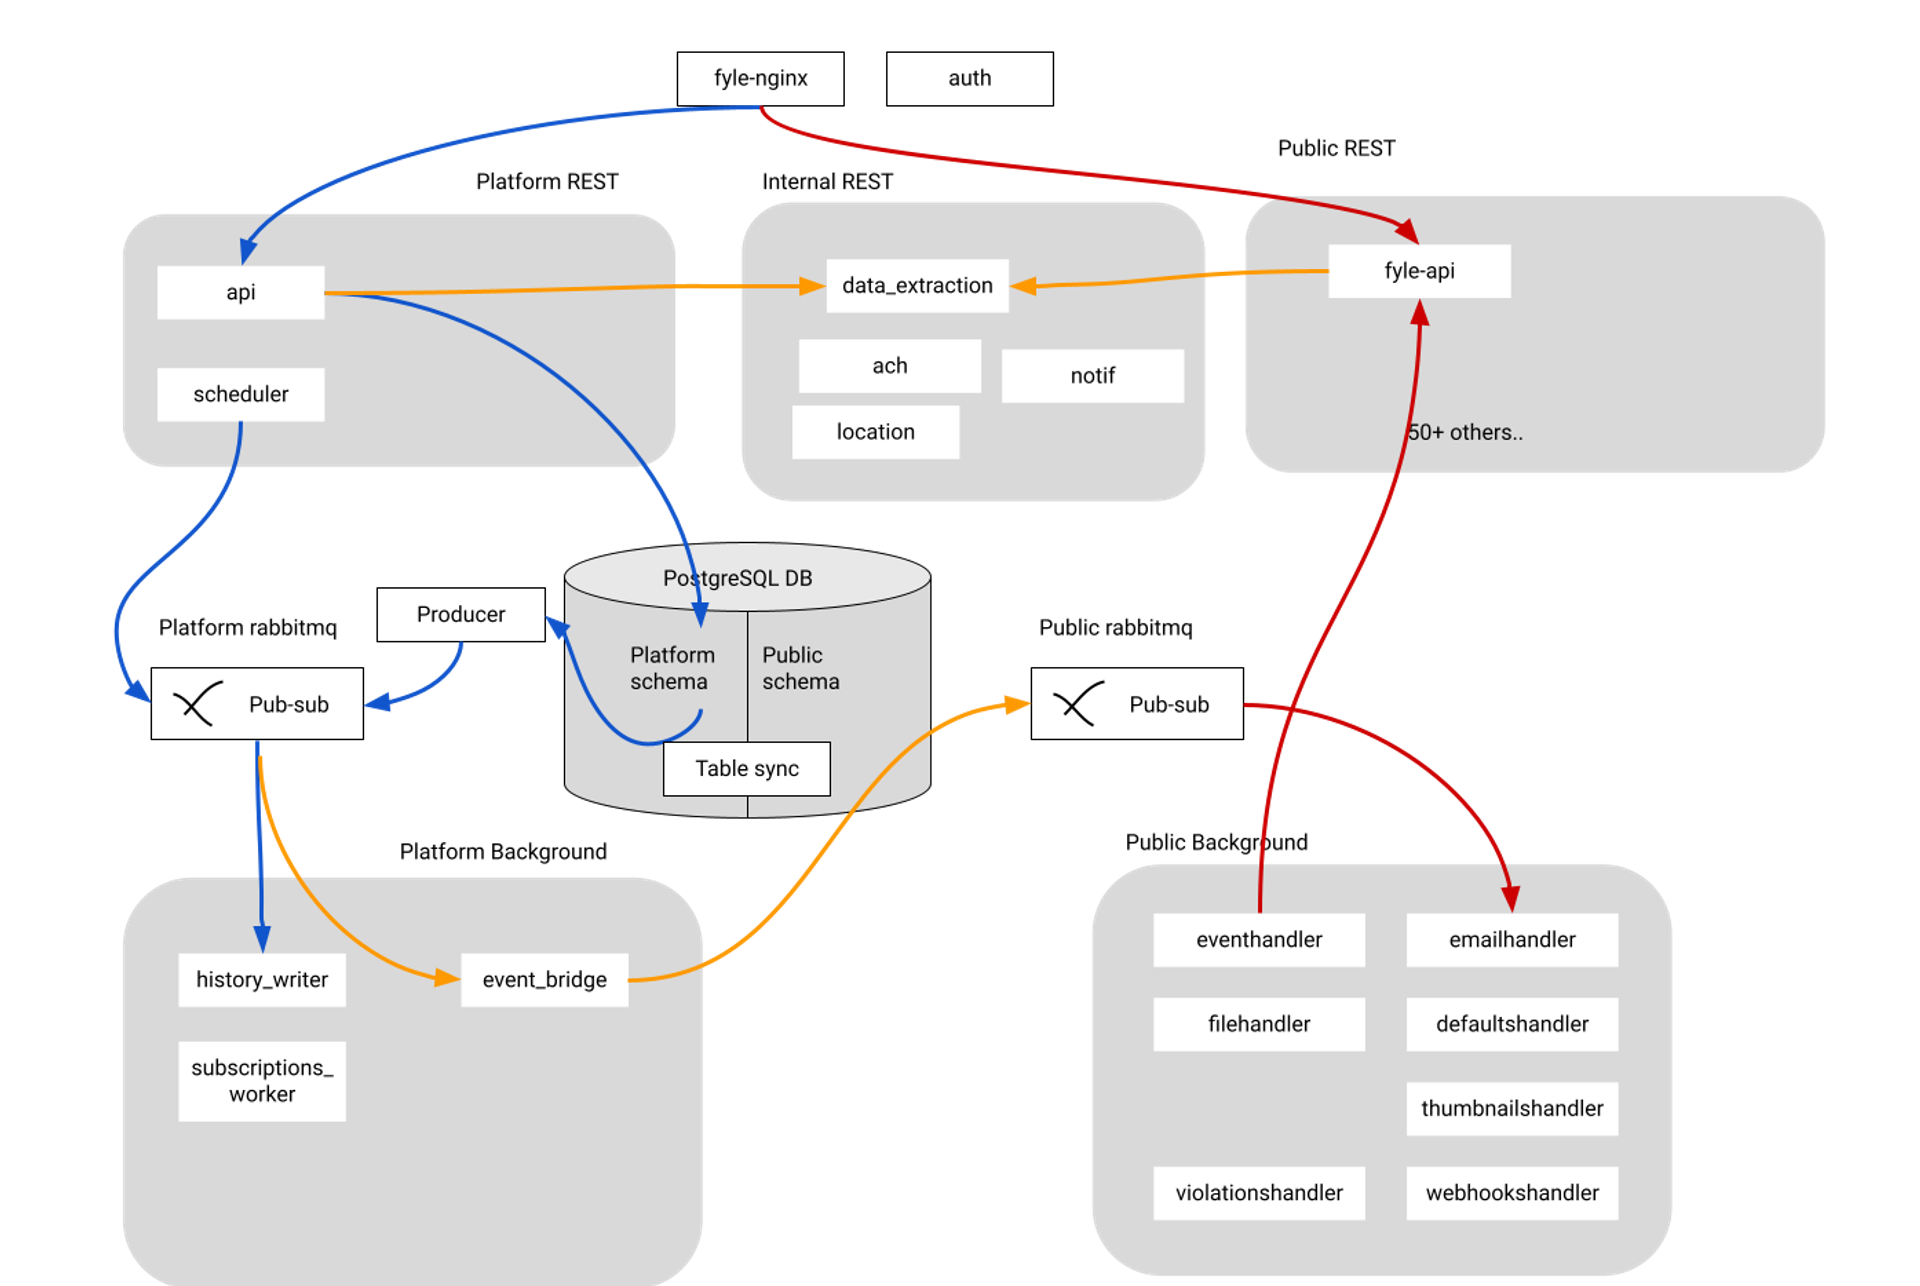 fyle-nginx
auth
Public REST
Platform REST
Internal REST
api
data_extraction
fyle-api
scheduler
ach
notif
location
50+ others..
PostgreSQL DB
Producer
Platform rabbitmq
Public rabbitmq
Platform
schema
Public
schema
Pub-sub
Pub-sub
Table sync
Platform Background
Public Background
history_writer
event_bridge
eventhandler
emailhandler
filehandler
defaultshandler
subscriptions_
worker
thumbnailshandler
violationshandler
webhookshandler